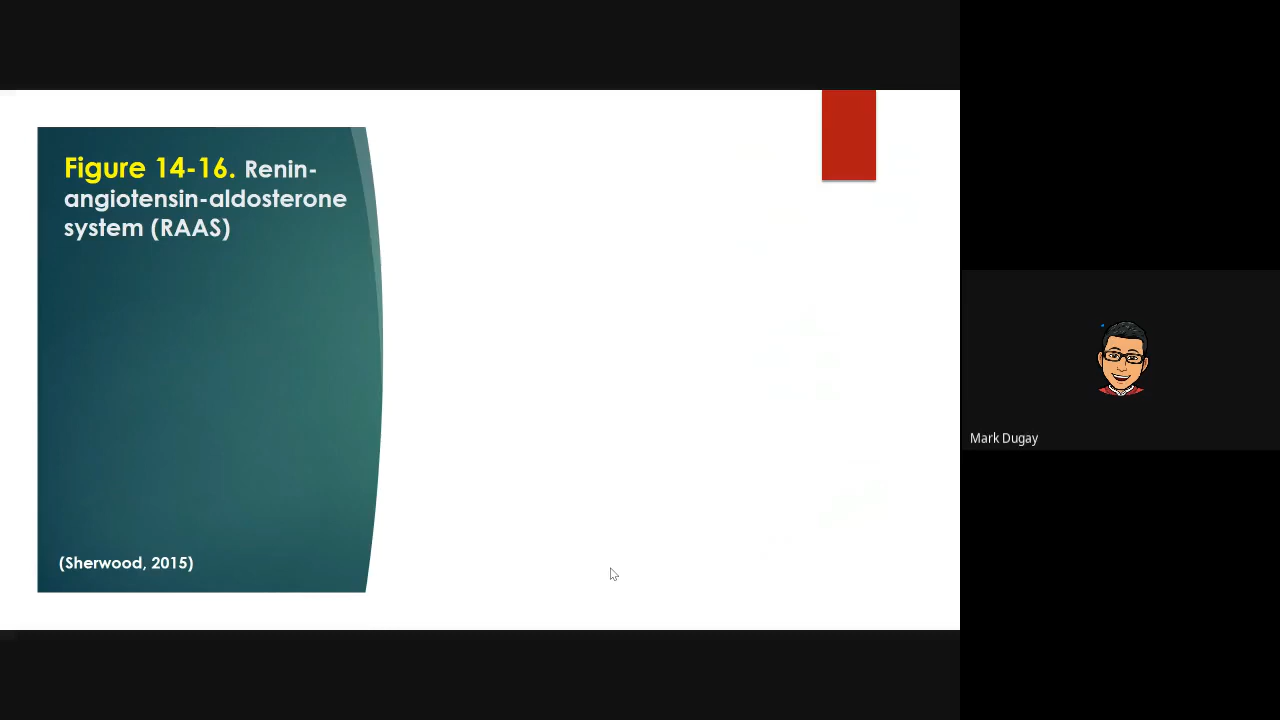 Figure 14-16. Renin-
angiotensin-aldosterone
system (RAAS)
(Sherwood, 2015)
Mark Dugay